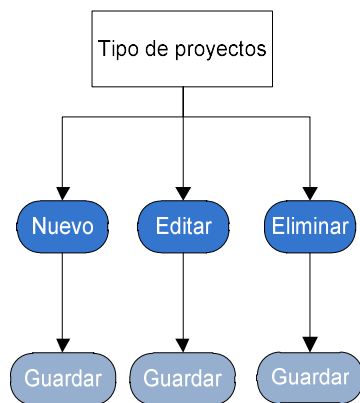 Tipo de proyectos
Nuevo
Editar
Eliminar
Guardar
Guardar
Guardar